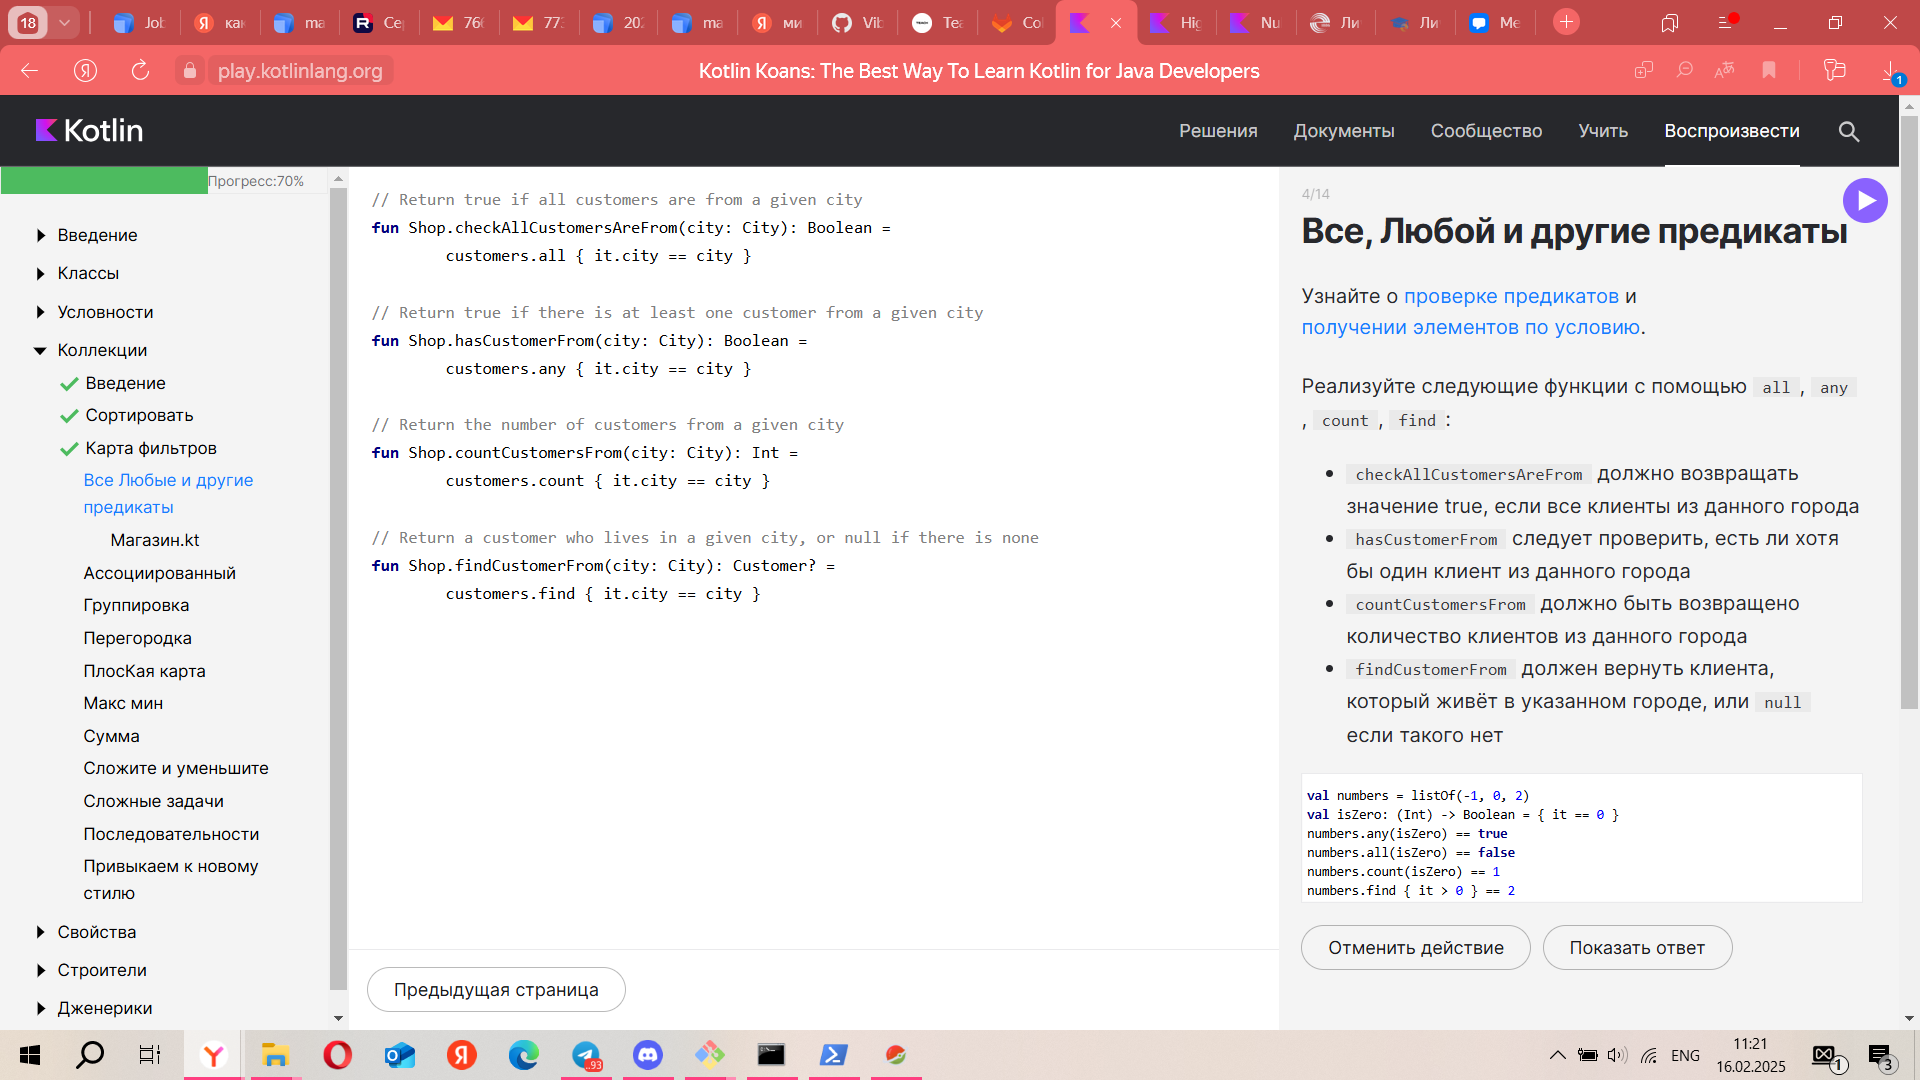 18
Job
как
ma
Се
766
773
202
ma
ми
Vib
Tea
Co
Hig
Nu
Ли
Ли
Me
play.kotlinlang.org
Kotlin Koans: The Best Way To Learn Kotlin for Java Developers
1
Kotlin
Решения
Документы
Сообщество
Учить
Воспроизвести
Прогресс:70%
Введение
Классы
Условности
Коллекции
Введение
Сортировать
Карта фильтров
Все Любые и другие
предикаты
Магазин.kt
Ассоциированный
Группировка
Перегородка
ПлосКая карта
Макс мин
Сумма
Сложите и уменьшите
Сложные задачи
Последовательности
Привыкаем к новому
стилю
Свойства
Строители
Дженерики
// Return true if all customers are from a given city
fun Shop.checkAllCustomersAreFrom(city: City): Boolean =
customers.all { it.city == city }
// Return true if there is at least one customer from a given city
fun Shop.hasCustomerFrom(city: City): Boolean =
customers.any { it.city == city }
// Return the number of customers from a given city
fun Shop.countCustomersFrom(city: City): Int =
customers.count { it.city == city }
// Return a customer who lives in a given city, or null if there is none
fun Shop.findCustomerFrom(city: City): Customer? =
customers.find { it.city == city }
Предыдущая страница
4/14
Все, Любой и другие предикаты
Узнайте о проверке предикатов и
получении элементов по условию.
Реализуйте следующие функции с помощью all , any
, count , find :
checkAllCustomersAreFrom должно возвращать
значение true, если все клиенты из данного города
hasCustomerFrom следует проверить, есть ли хотя
бы один клиент из данного города
countCustomersFrom должно быть возвращено
количество клиентов из данного города
findCustomerFrom должен вернуть клиента,
который живёт в указанном городе, или null
если такого нет
val numbers = listOf(-1, 0, 2)
val isZero: (Int) -> Boolean = { it == 0 }
numbers.any(isZero) == true
numbers.all(isZero) == false
numbers.count(isZero) == 1
numbers.find { it > 0 } == 2
Отменить действие
Показать ответ
..93
ENG
11:21
16.02.2025
1
3